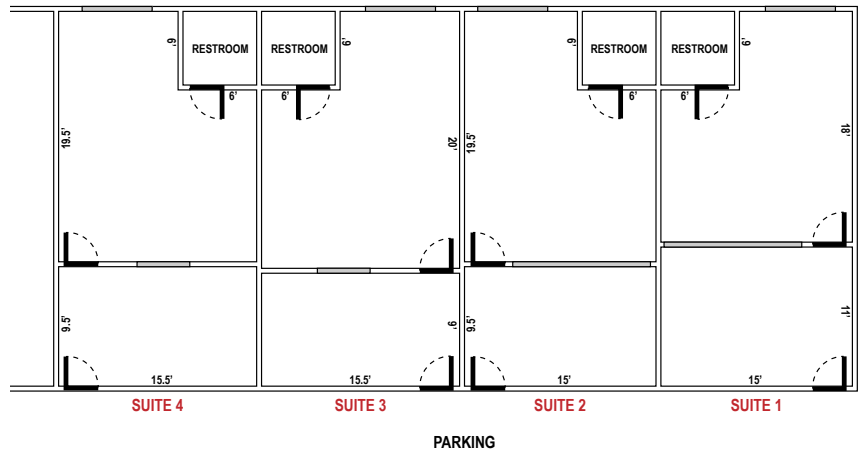 RESTROOM
RESTROOM
RESTROOM
RESTROOM
6'
6'
6'
6'
6'
6'
6'
6'
19.5'
20'
19.5'
18'
9.5'
9'
9.5'
11'
15.5'
15.5'
15'
15'
SUITE 4
SUITE 3
SUITE 2
SUITE 1
PARKING